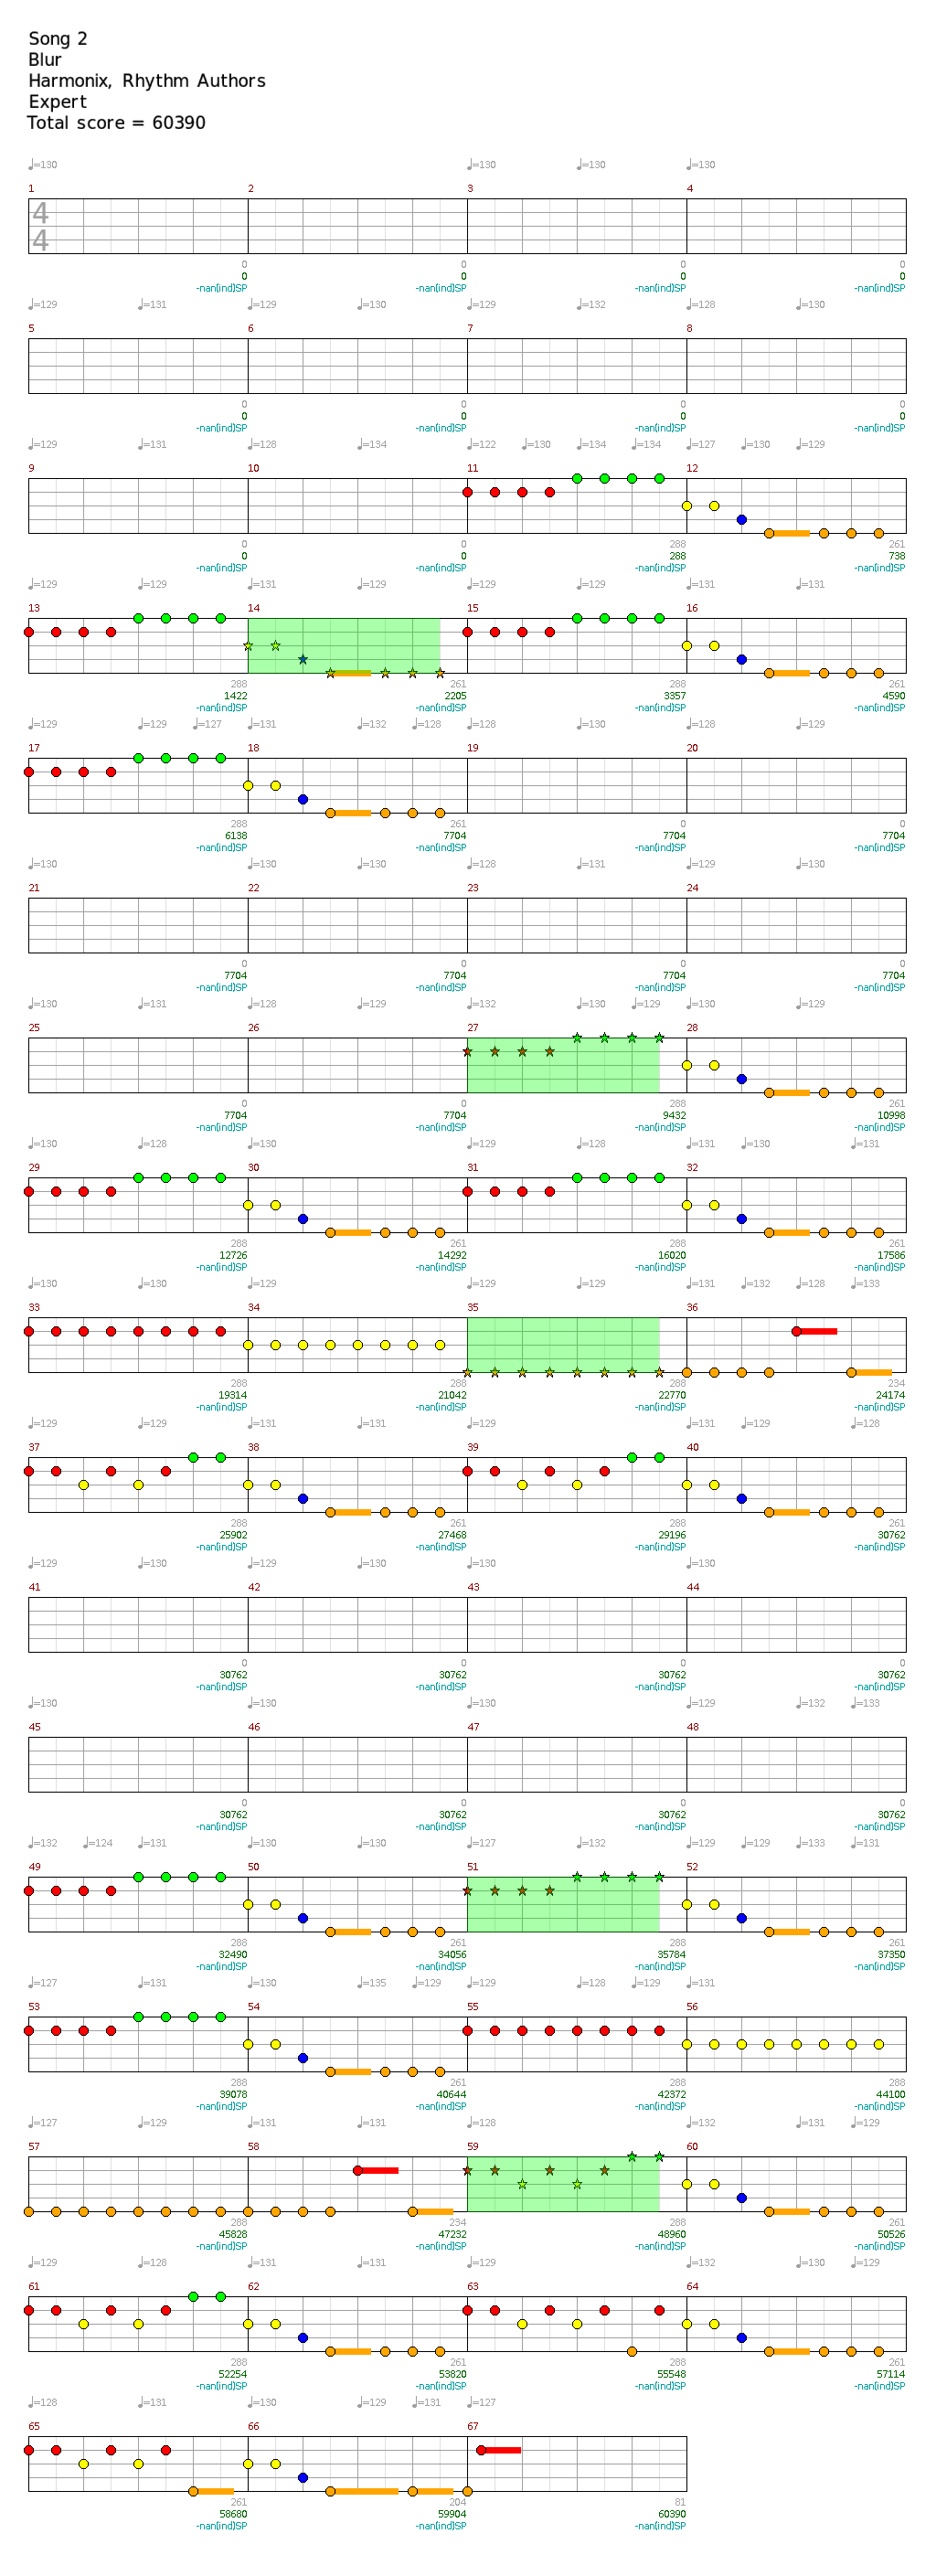 Song 2
Blur
Harmonix, Rhythm Authors
Expert
Total score = 60390
♩=130 ♩=130 ♩=130 ♩=130
1 2 3 4
4
4
0 0 0 0
0 0 0 0
-nan(ind)SP -nan(ind)SP -nan(ind)SP -nan(ind)SP
♩=129 ♩=131 ♩=129 ♩=130 ♩=129 ♩=132 ♩=128 ♩=130
5 6 7 8
0 0 0 0
0 0 0 0
-nan(ind)SP -nan(ind)SP -nan(ind)SP -nan(ind)SP
♩=129 ♩=131 ♩=128 ♩=134 ♩=122 ♩=130 ♩=134 ♩=134 ♩=127 ♩=130 ♩=129
9 10 11 12
0 0 288 261
0 0 288 738
-nan(ind)SP -nan(ind)SP -nan(ind)SP -nan(ind)SP
♩=129 ♩=129 ♩=131 ♩=129 ♩=129 ♩=129 ♩=131 ♩=131
13 14 15 16
288 261 288 261
1422 2205 3357 4590
-nan(ind)SP -nan(ind)SP -nan(ind)SP -nan(ind)SP
♩=129 ♩=129 ♩=127 ♩=131 ♩=132 ♩=128 ♩=128 ♩=130 ♩=128 ♩=129
17 18 19 20
288 261 0 0
6138 7704 7704 7704
-nan(ind)SP -nan(ind)SP -nan(ind)SP -nan(ind)SP
♩=130 ♩=130 ♩=130 ♩=128 ♩=131 ♩=129 ♩=130
21 22 23 24
0 0 0 0
7704 7704 7704 7704
-nan(ind)SP -nan(ind)SP -nan(ind)SP -nan(ind)SP
♩=130 ♩=131 ♩=128 ♩=129 ♩=132 ♩=130 ♩=129 ♩=130 ♩=129
25 26 27 28
0 0 288 261
7704 7704 9432 10998
-nan(ind)SP -nan(ind)SP -nan(ind)SP -nan(ind)SP
♩=130 ♩=128 ♩=130 ♩=129 ♩=128 ♩=131 ♩=130 ♩=131
29 30 31 32
288 261 288 261
12726 14292 16020 17586
-nan(ind)SP -nan(ind)SP -nan(ind)SP -nan(ind)SP
♩=130 ♩=130 ♩=129 ♩=129 ♩=129 ♩=131 ♩=132 ♩=128 ♩=133
33 34 35 36
288 288 288 234
19314 21042 22770 24174
-nan(ind)SP -nan(ind)SP -nan(ind)SP -nan(ind)SP
♩=129 ♩=129 ♩=130 ♩=131 ♩=129 ♩=131 ♩=129 ♩=128
37 38 39 40
288 261 288 261
25902 27468 29196 30762
-nan(ind)SP -nan(ind)SP -nan(ind)SP -nan(ind)SP
♩=129 ♩=130 ♩=129 ♩=130 ♩=130 ♩=130
41 42 43 44
0 0 0 0
30762 30762 30762 30762
-nan(ind)SP -nan(ind)SP -nan(ind)SP -nan(ind)SP
♩=130 ♩=130 ♩=130 ♩=129 ♩=132 ♩=133
45 46 47 48
0 0 0 0
30762 30762 30762 30762
-nan(ind)SP -nan(ind)SP -nan(ind)SP -nan(ind)SP
♩=132 ♩=124 ♩=131 ♩=130 ♩=130 ♩=127 ♩=132 ♩=129 ♩=129 ♩=133 ♩=131
49 50 51 52
288 261 288 261
32490 34056 35784 37350
-nan(ind)SP -nan(ind)SP -nan(ind)SP -nan(ind)SP
♩=127 ♩=131 ♩=130 ♩=135 ♩=129 ♩=129 ♩=128 ♩=129 ♩=131
53 54 55 56
288 261 288 288
39078 40644 42372 44100
-nan(ind)SP -nan(ind)SP -nan(ind)SP -nan(ind)SP
♩=127 ♩=129 ♩=131 ♩=131 ♩=128 ♩=132 ♩=131 ♩=129
57 58 59 60
288 234 288 261
45828 47232 48960 50526
-nan(ind)SP -nan(ind)SP -nan(ind)SP -nan(ind)SP
♩=129 ♩=128 ♩=131 ♩=131 ♩=129 ♩=132 ♩=130 ♩=129
61 62 63 64
288 261 288 261
52254 53820 55548 57114
-nan(ind)SP -nan(ind)SP -nan(ind)SP -nan(ind)SP
♩=128 ♩=131 ♩=130 ♩=129 ♩=131 ♩=127
65 66 67
261 204 81
58680 59904 60390
-nan(ind)SP -nan(ind)SP -nan(ind)SP